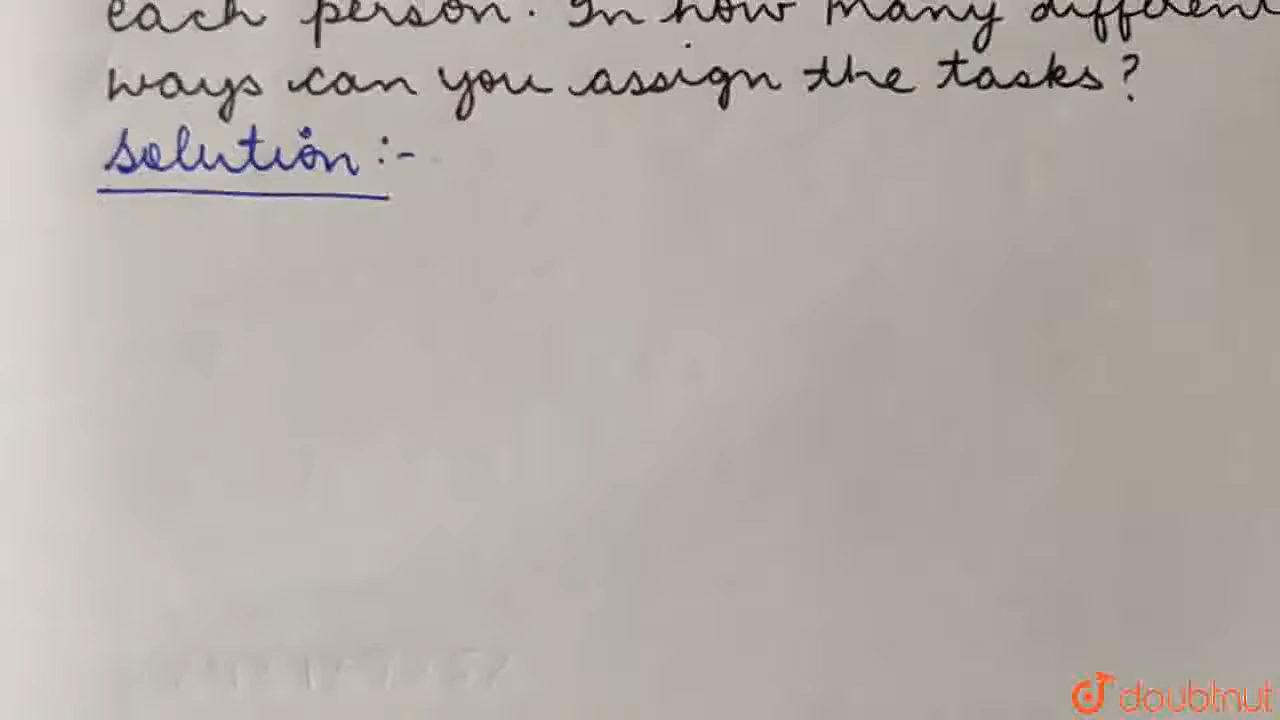 each person. In how many different
ways can you assign the tasks?
Solution :-
doubtnut